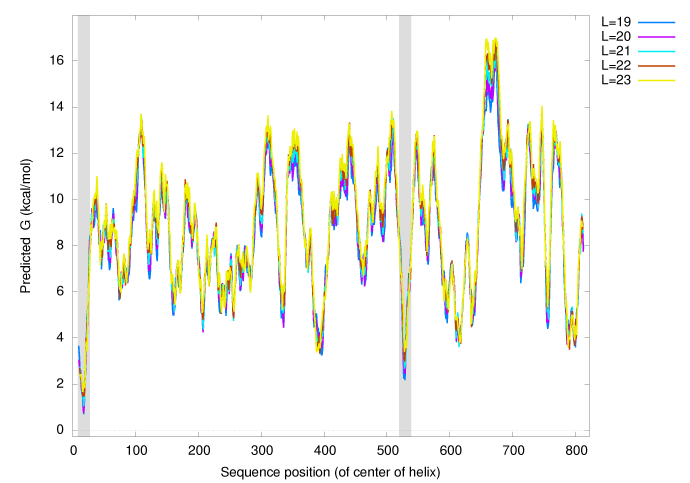 L=19
L=20
L=21
L=22
L=23
16
14
12
10
8
6
4
2
0
Predicted G (kcal/mol)
0 100 200 300 400 500 600 700 800
Sequence position (of center of helix)